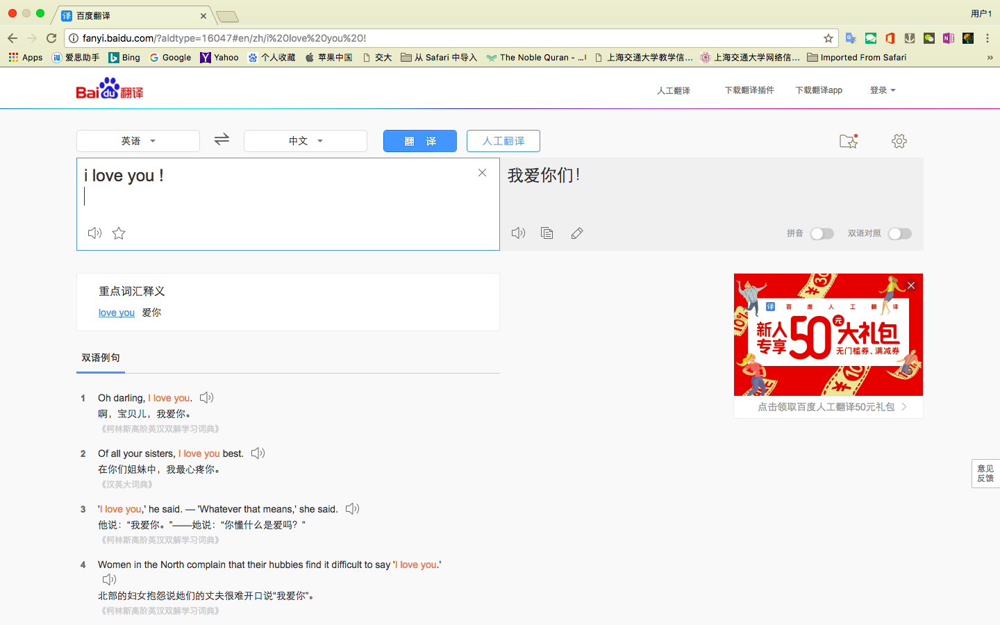 百度翻译
用户1
fanyi.baidu.com/?aldtype=16047#en/zh/i%20love%20you%20!
Apps 爱思助手 Bing Google Yahoo 个人收藏 苹果中国 交大 从 Safari 中导入 The Noble Quran - ... 上海交通大学教学信... 上海交通大学网络信... Imported From Safari »
Bai du 翻译
人工翻译 下载翻译插件 下载翻译app 登录
英语 中文 翻 译 人工翻译
i love you !
我爱你们！
拼音 双语对照
重点词汇释义
love you 爱你
双语例句
1 Oh darling, I love you.
啊，宝贝儿，我爱你。
《柯林斯高阶英汉双解学习词典》
2 Of all your sisters, I love you best.
在你们姐妹中，我最心疼你。
《汉英大词典》
3 'I love you,' he said. — 'Whatever that means,' she said.
他说：“我爱你。”——她说：“你懂什么是爱吗？”
《柯林斯高阶英汉双解学习词典》
4 Women in the North complain that their hubbies find it difficult to say 'I love you.'
北部的妇女抱怨说她们的丈夫很难开口说“我爱你”。
《柯林斯高阶英汉双解学习词典》
译 百度人工翻译
新人专享50元大礼包
无门槛券、满减券
点击领取百度人工翻译50元礼包
意见
反馈